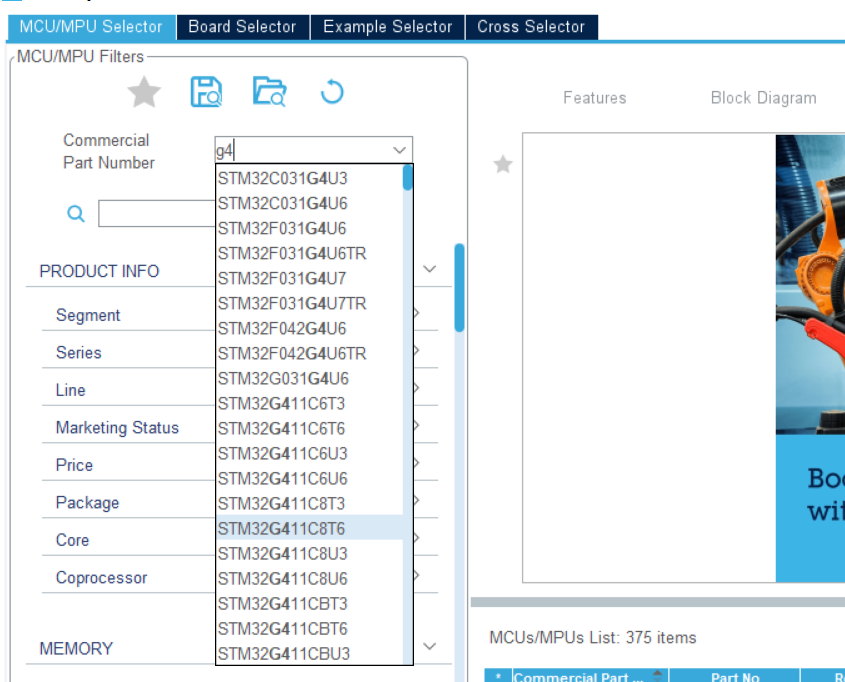 MCU/MPU Selector Board Selector Example Selector Cross Selector
MCU/MPU Filters
Features Block Diagram
Commercial
Part Number
g4
STM32C031G4U3
STM32C031G4U6
STM32F031G4U6
STM32F031G4U6TR
STM32F031G4U7
STM32F031G4U7TR
STM32F042G4U6
STM32F042G4U6TR
STM32G031G4U6
STM32G411C6T3
STM32G411C6T6
STM32G411C6U3
STM32G411C6U6
STM32G411C8T3
STM32G411C8T6
STM32G411C8U3
STM32G411C8U6
STM32G411CBT3
STM32G411CBT6
STM32G411CBU3
PRODUCT INFO
Segment
Series
Line
Marketing Status
Price
Package
Core
Coprocessor
MEMORY
MCUs/MPUs List: 375 items
* Commercial Part ... Part No